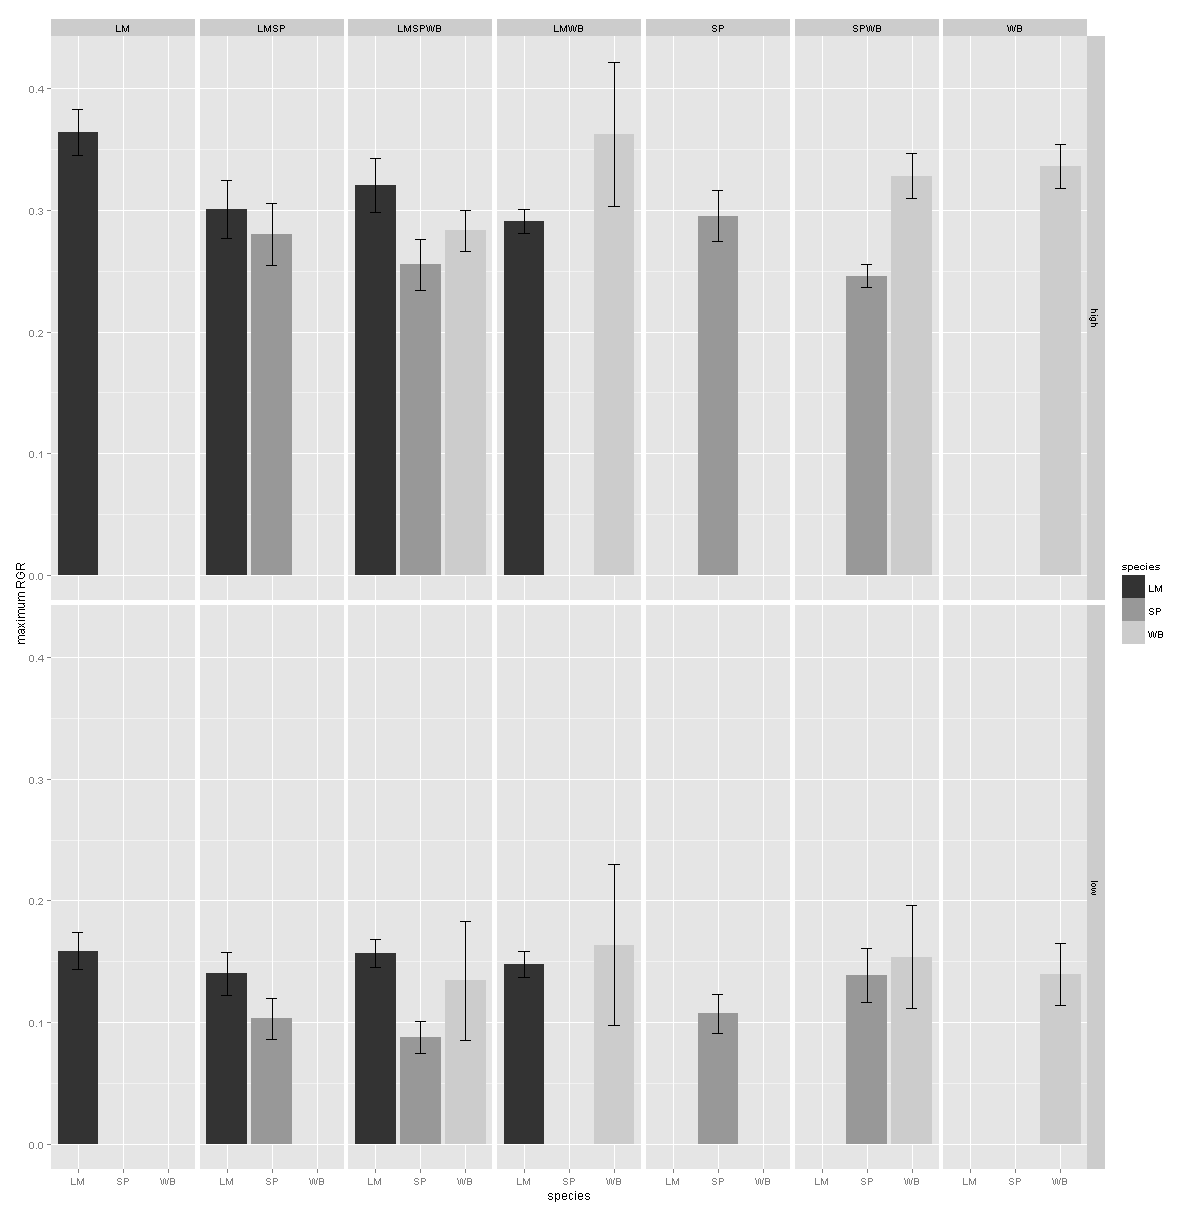 LM LMSP LMSPWB LMWB SP SPWB WB
0.4
0.3
0.2
0.1
0.0
high
maximum RGR
0.4
0.3
0.2
0.1
0.0
low
LM SP WB LM SP WB LM SP WB LM SP WB LM SP WB LM SP WB LM SP WB
species
species
LM
SP
WB